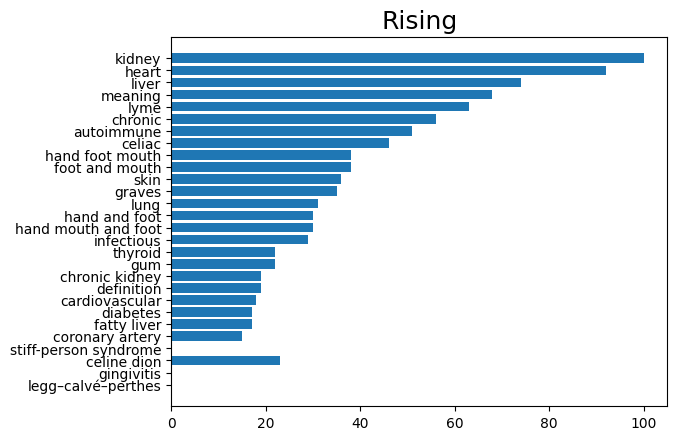 Rising
kidney
heart
liver
meaning
lyme
chronic
autoimmune
celiac
hand foot mouth
foot and mouth
skin
graves
lung
hand and foot
hand mouth and foot
infectious
thyroid
gum
chronic kidney
definition
cardiovascular
diabetes
fatty liver
coronary artery
stiff-person syndrome
celine dion
gingivitis
legg–calvé–perthes
0 20 40 60 80 100